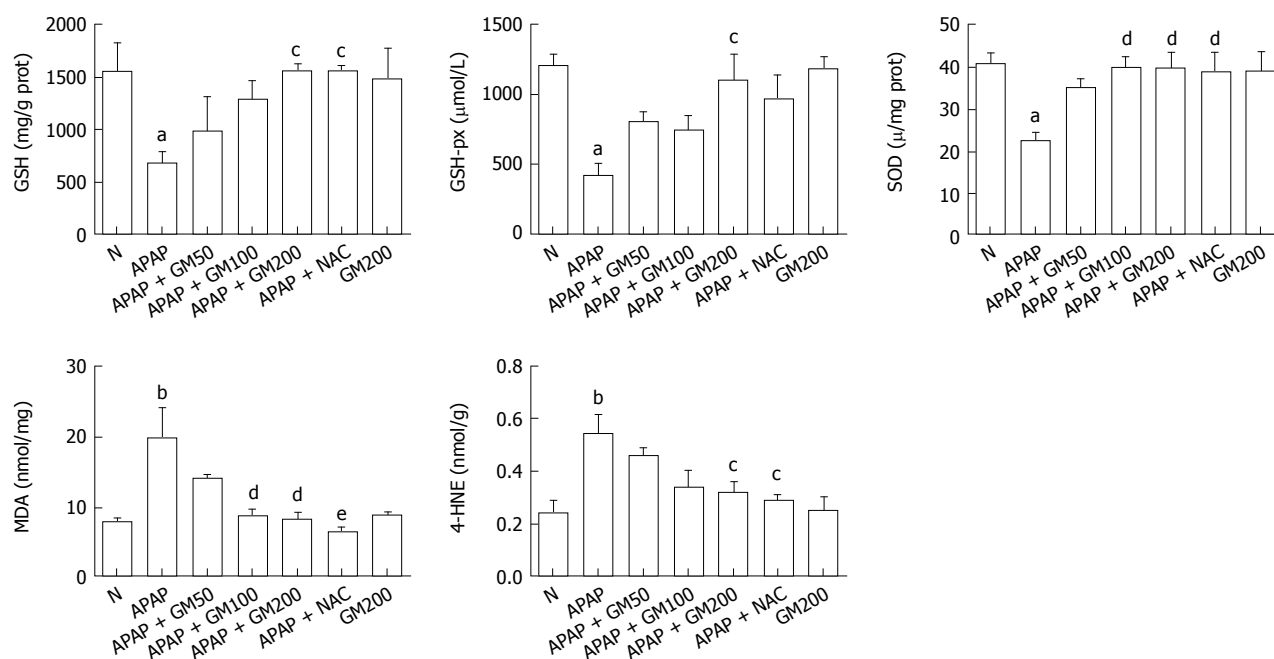 GSH (mg/g prot)
2000
1500
1000
500
0
a
c
c
N
APAP
APAP + GM50
APAP + GM100
APAP + GM200
APAP + NAC
GM200
GSH-px (μmol/L)
1500
1000
500
0
a
c
N
APAP
APAP + GM50
APAP + GM100
APAP + GM200
APAP + NAC
GM200
SOD (μ/mg prot)
50
40
30
20
10
0
a
d
d
d
N
APAP
APAP + GM50
APAP + GM100
APAP + GM200
APAP + NAC
GM200
MDA (nmol/mg)
30
20
10
0
b
d
d
e
N
APAP
APAP + GM50
APAP + GM100
APAP + GM200
APAP + NAC
GM200
4-HNE (nmol/g)
0.8
0.6
0.4
0.2
0.0
b
c
c
N
APAP
APAP + GM50
APAP + GM100
APAP + GM200
APAP + NAC
GM200